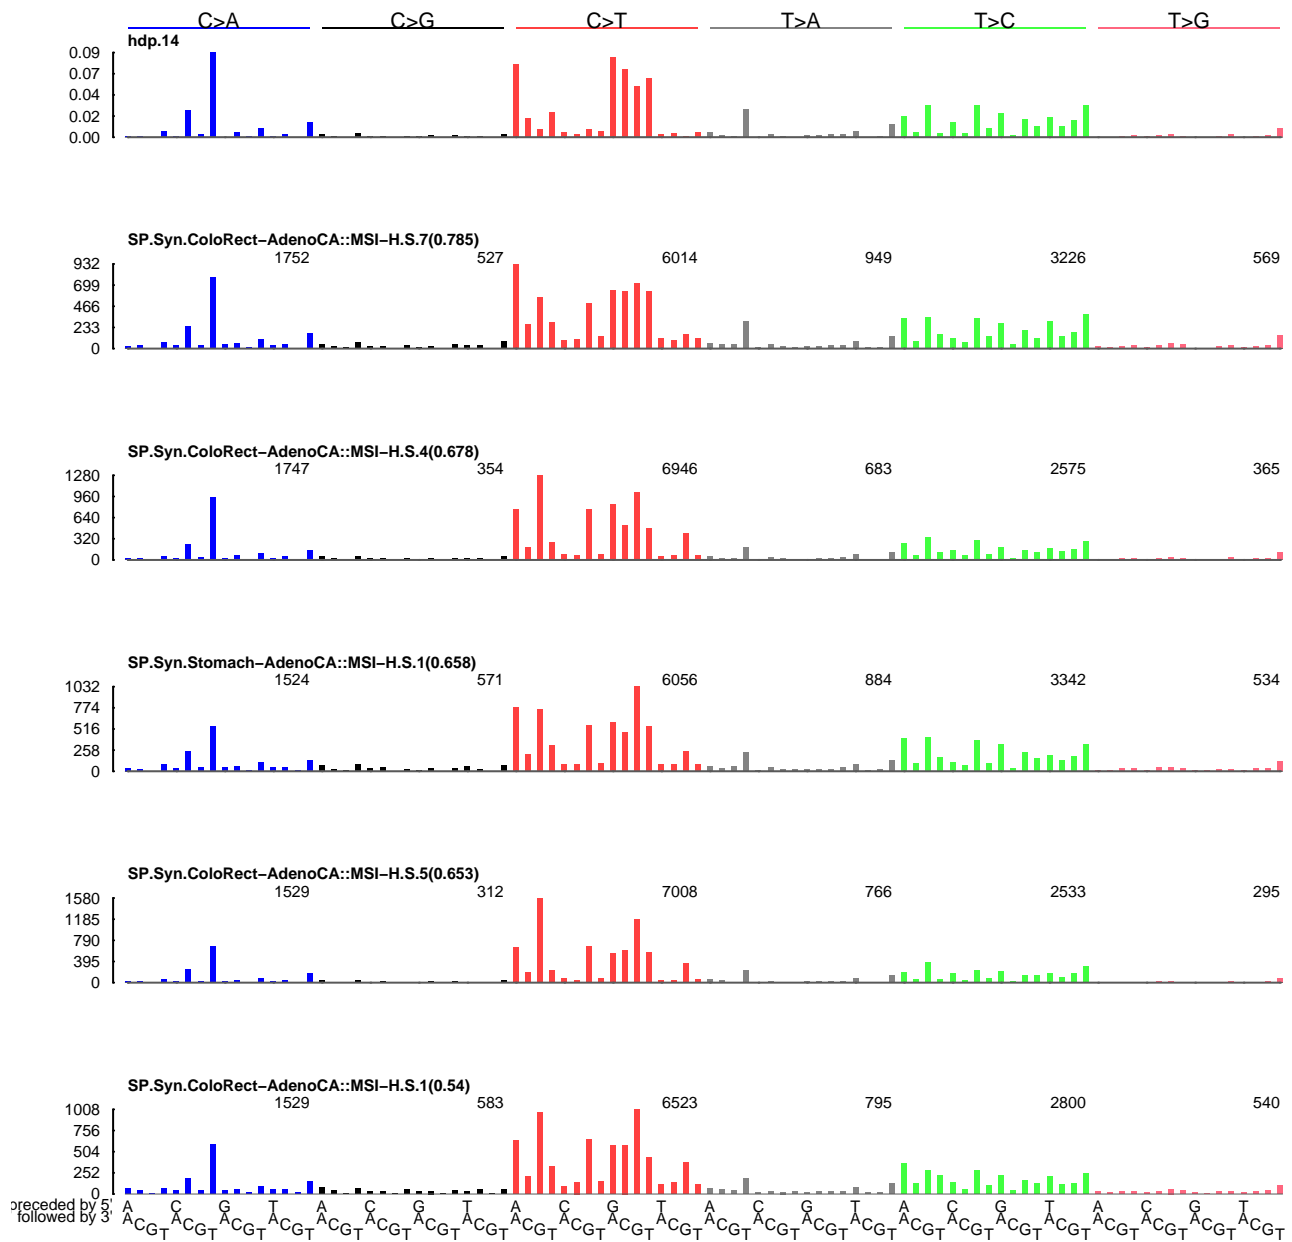 C>A C>G C>T T>A T>C T>G
hdp.14
0.09
0.07
0.04
0.02
0.00
SP.Syn.ColoRect−AdenoCA::MSI−H.S.7(0.785)
1752 527 6014 949 3226 569
932
699
466
233
0
SP.Syn.ColoRect−AdenoCA::MSI−H.S.4(0.678)
1747 354 6946 683 2575 365
1280
960
640
320
0
SP.Syn.Stomach−AdenoCA::MSI−H.S.1(0.658)
1524 571 6056 884 3342 534
1032
774
516
258
0
SP.Syn.ColoRect−AdenoCA::MSI−H.S.5(0.653)
1529 312 7008 766 2533 295
1580
1185
790
395
0
SP.Syn.ColoRect−AdenoCA::MSI−H.S.1(0.54)
1529 583 6523 795 2800 540
1008
756
504
252
0
preceded by 5' A C G T A C G T A C G T A C G T A C G T A C G T
followed by 3' A C G T A C G T A C G T A C G T A C G T A C G T A C G T A C G T A C G T A C G T A C G T A C G T A C G T A C G T A C G T A C G T A C G T A C G T A C G T A C G T A C G T A C G T A C G T A C G T